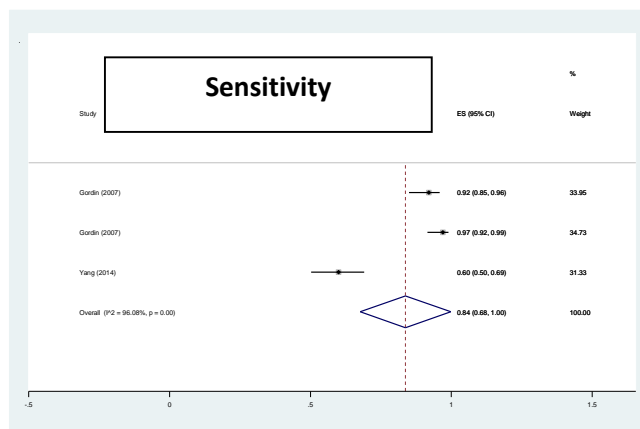 Sensitivity
%
Study ES (95% CI) Weight
Gordin (2007) 0.92 (0.85, 0.96) 33.95
Gordin (2007) 0.97 (0.92, 0.99) 34.73
Yang (2014) 0.60 (0.50, 0.69) 31.33
Overall (I^2 = 96.08%, p = 0.00) 0.84 (0.68, 1.00) 100.00
-.5 0 .5 1 1.5